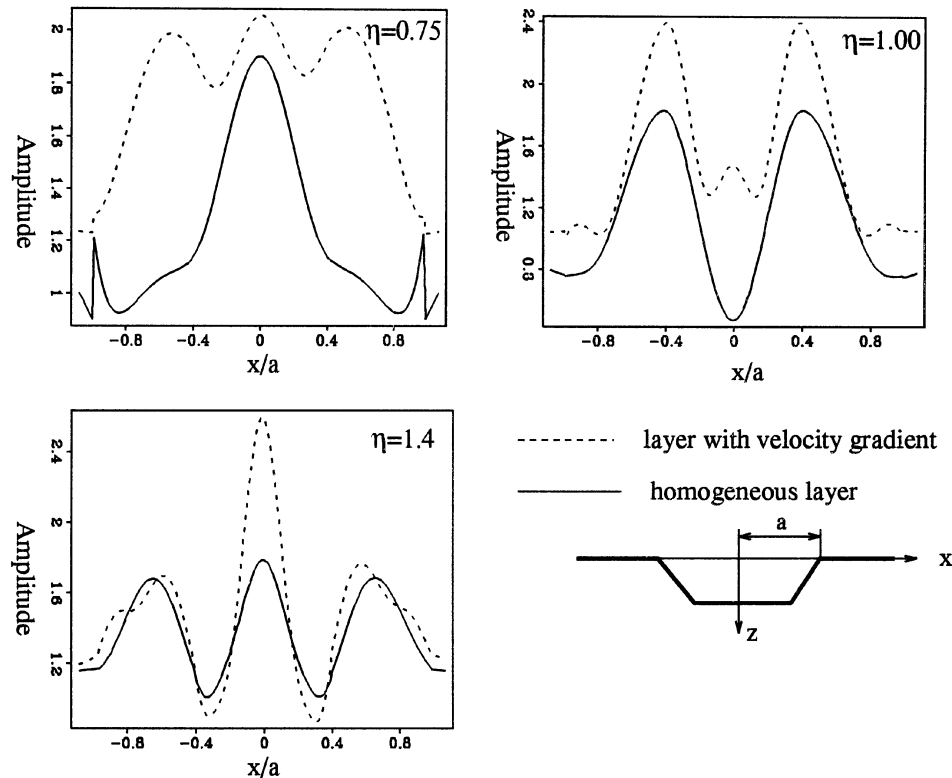 η=0.75
2
1.8
1.6
1.4
1.2
1
Amplitude
-0.8
-0.4
0
0.4
0.8
x/a
η=1.00
2.4
2
1.6
1.2
0.8
Amplitude
-0.8
-0.4
0
0.4
0.8
x/a
η=1.4
2.4
2
1.6
1.2
Amplitude
-0.8
-0.4
0
0.4
0.8
x/a
layer with velocity gradient
homogeneous layer
a
x
z